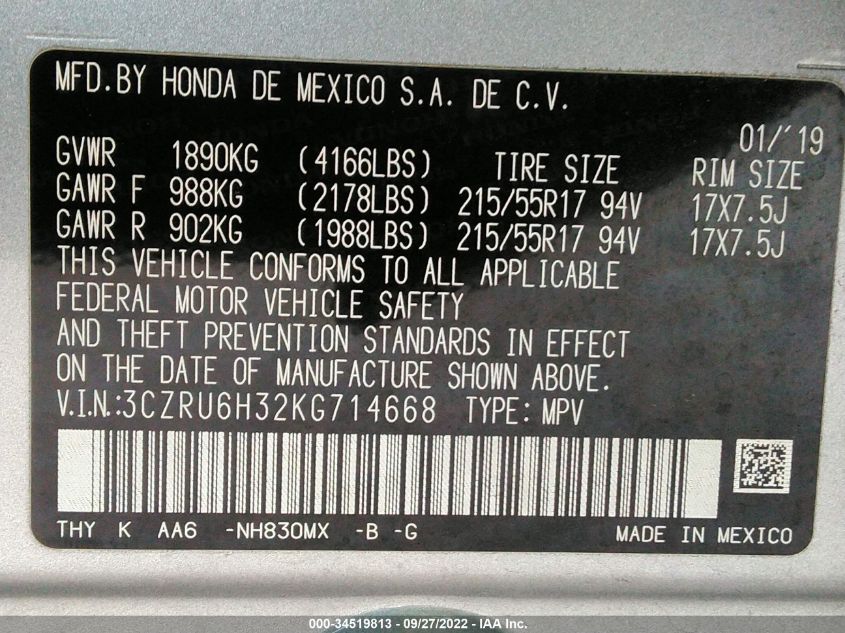 MFD.BY HONDA DE MEXICO S.A. DE C.V.
01/'19
GVWR 1890KG (4166LBS) TIRE SIZE RIM SIZE
GAWR F 988KG (2178LBS) 215/55R17 94V 17X7.5J
GAWR R 902KG (1988LBS) 215/55R17 94V 17X7.5J
THIS VEHICLE CONFORMS TO ALL APPLICABLE
FEDERAL MOTOR VEHICLE SAFETY
AND THEFT PREVENTION STANDARDS IN EFFECT
ON THE DATE OF MANUFACTURE SHOWN ABOVE.
V.I.N.:3CZRU6H32KG714668 TYPE: MPV
THY K AA6 -NH830MX -B -G MADE IN MEXICO
000-34519813 - 09/27/2022 - IAA Inc.